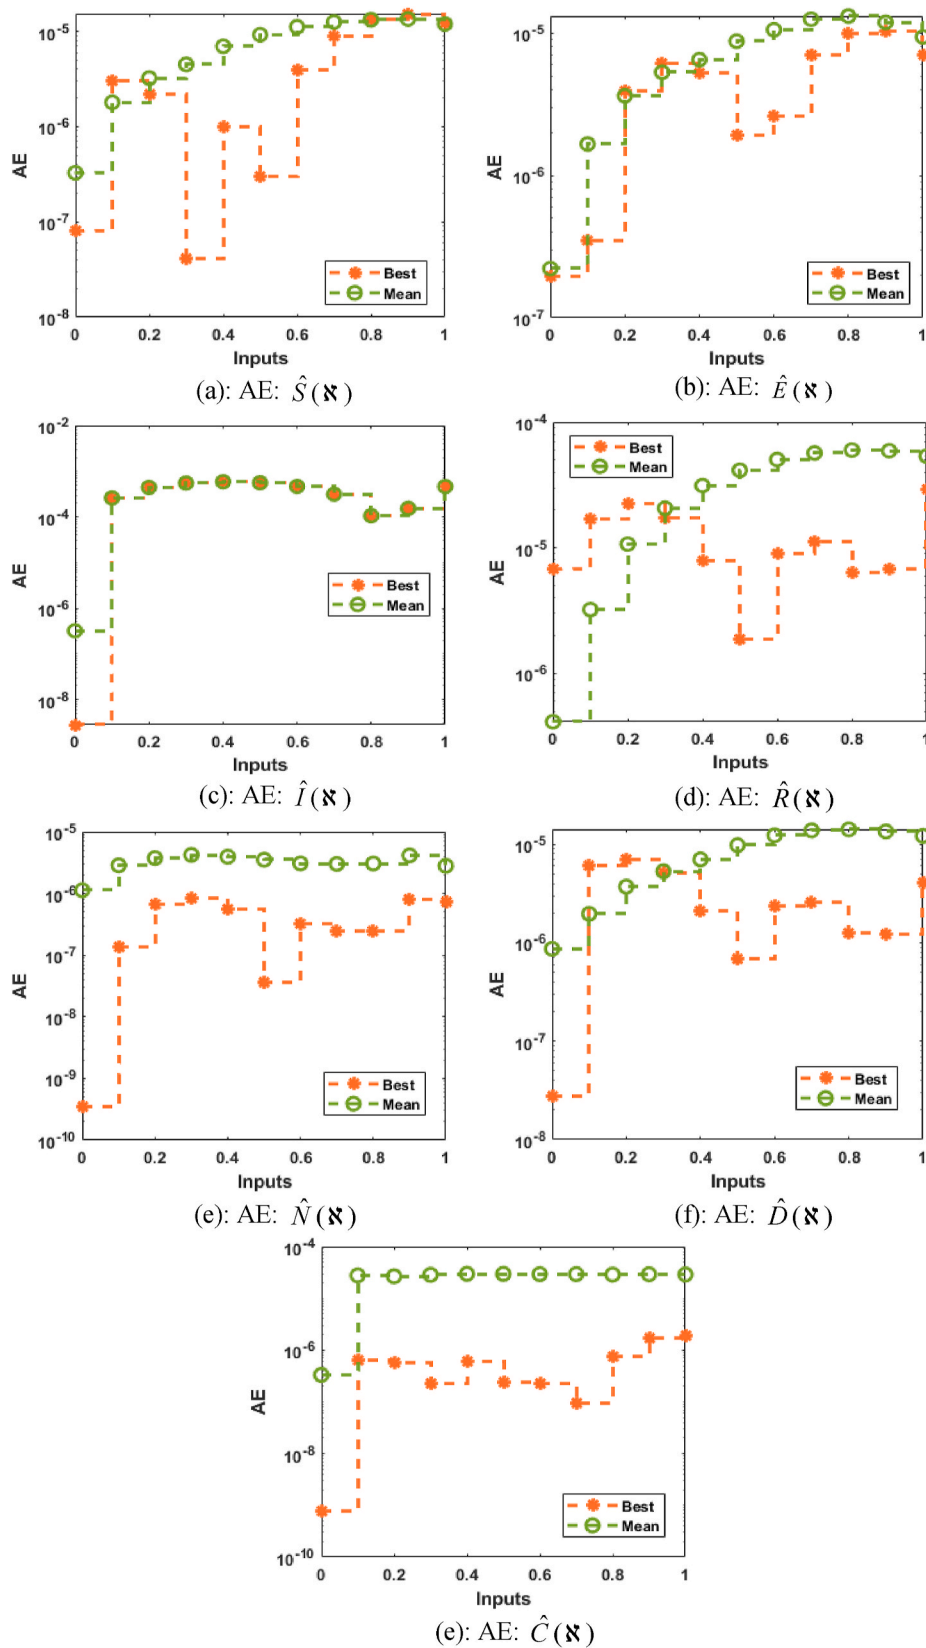 10⁻⁵
10⁻⁶
10⁻⁷
10⁻⁸
AE
Best
Mean
0 0.2 0.4 0.6 0.8 1
Inputs
(a): AE: Ŝ(ℵ)
10⁻⁵
10⁻⁶
10⁻⁷
AE
Best
Mean
0 0.2 0.4 0.6 0.8 1
Inputs
(b): AE: Ê(ℵ)
10⁻²
10⁻⁴
10⁻⁶
10⁻⁸
AE
Best
Mean
0 0.2 0.4 0.6 0.8 1
Inputs
(c): AE: Î(ℵ)
10⁻⁴
10⁻⁵
10⁻⁶
AE
Best
Mean
0 0.2 0.4 0.6 0.8 1
Inputs
(d): AE: R̂(ℵ)
10⁻⁵
10⁻⁶
10⁻⁷
10⁻⁸
10⁻⁹
10⁻¹⁰
AE
Best
Mean
0 0.2 0.4 0.6 0.8 1
Inputs
(e): AE: N̂(ℵ)
10⁻⁵
10⁻⁶
10⁻⁷
10⁻⁸
AE
Best
Mean
0 0.2 0.4 0.6 0.8 1
Inputs
(f): AE: D̂(ℵ)
10⁻⁴
10⁻⁶
10⁻⁸
10⁻¹⁰
AE
Best
Mean
0 0.2 0.4 0.6 0.8 1
Inputs
(e): AE: Ĉ(ℵ)